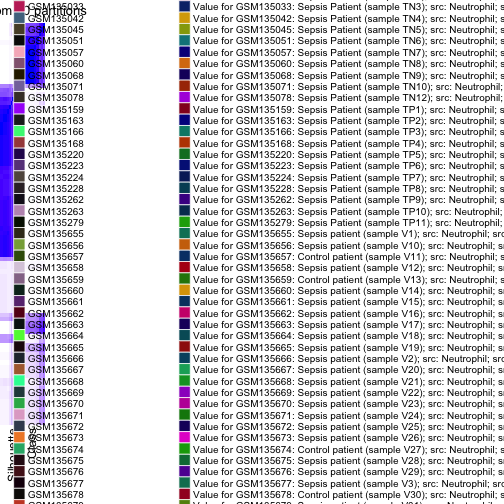 partitions
GSM135033 Value for GSM135033: Sepsis Patient (sample TN3); src: Neutrophil;
GSM135042 Value for GSM135042: Sepsis Patient (sample TN4); src: Neutrophil;
GSM135045 Value for GSM135045: Sepsis Patient (sample TN5); src: Neutrophil;
GSM135051 Value for GSM135051: Sepsis Patient (sample TN6); src: Neutrophil;
GSM135057 Value for GSM135057: Sepsis Patient (sample TN7); src: Neutrophil;
GSM135060 Value for GSM135060: Sepsis Patient (sample TN8); src: Neutrophil;
GSM135068 Value for GSM135068: Sepsis Patient (sample TN9); src: Neutrophil;
GSM135071 Value for GSM135071: Sepsis Patient (sample TN10); src: Neutrophil;
GSM135078 Value for GSM135078: Sepsis Patient (sample TN12); src: Neutrophil;
GSM135159 Value for GSM135159: Sepsis Patient (sample TP1); src: Neutrophil;
GSM135163 Value for GSM135163: Sepsis Patient (sample TP2); src: Neutrophil;
GSM135166 Value for GSM135166: Sepsis Patient (sample TP3); src: Neutrophil;
GSM135168 Value for GSM135168: Sepsis Patient (sample TP4); src: Neutrophil;
GSM135220 Value for GSM135220: Sepsis Patient (sample TP5); src: Neutrophil;
GSM135223 Value for GSM135223: Sepsis Patient (sample TP6); src: Neutrophil;
GSM135224 Value for GSM135224: Sepsis Patient (sample TP7); src: Neutrophil;
GSM135228 Value for GSM135228: Sepsis Patient (sample TP8); src: Neutrophil;
GSM135262 Value for GSM135262: Sepsis Patient (sample TP9); src: Neutrophil;
GSM135263 Value for GSM135263: Sepsis Patient (sample TP10); src: Neutrophil;
GSM135279 Value for GSM135279: Sepsis Patient (sample TP11); src: Neutrophil;
GSM135655 Value for GSM135655: Sepsis patient (sample V1); src: Neutrophil;
GSM135656 Value for GSM135656: Sepsis patient (sample V10); src: Neutrophil;
GSM135657 Value for GSM135657: Control patient (sample V11); src: Neutrophil;
GSM135658 Value for GSM135658: Sepsis patient (sample V12); src: Neutrophil;
GSM135659 Value for GSM135659: Control patient (sample V13); src: Neutrophil;
GSM135660 Value for GSM135660: Sepsis patient (sample V14); src: Neutrophil;
GSM135661 Value for GSM135661: Sepsis patient (sample V15); src: Neutrophil;
GSM135662 Value for GSM135662: Sepsis patient (sample V16); src: Neutrophil;
GSM135663 Value for GSM135663: Sepsis patient (sample V17); src: Neutrophil;
GSM135664 Value for GSM135664: Sepsis patient (sample V18); src: Neutrophil;
GSM135665 Value for GSM135665: Sepsis patient (sample V19); src: Neutrophil;
GSM135666 Value for GSM135666: Sepsis patient (sample V2); src: Neutrophil;
GSM135667 Value for GSM135667: Sepsis patient (sample V20); src: Neutrophil;
GSM135668 Value for GSM135668: Sepsis patient (sample V21); src: Neutrophil;
GSM135669 Value for GSM135669: Sepsis patient (sample V22); src: Neutrophil;
GSM135670 Value for GSM135670: Sepsis patient (sample V23); src: Neutrophil;
GSM135671 Value for GSM135671: Sepsis patient (sample V24); src: Neutrophil;
GSM135672 Value for GSM135672: Sepsis patient (sample V25); src: Neutrophil;
GSM135673 Value for GSM135673: Sepsis patient (sample V26); src: Neutrophil;
GSM135674 Value for GSM135674: Control patient (sample V27); src: Neutrophil;
GSM135675 Value for GSM135675: Sepsis patient (sample V28); src: Neutrophil;
GSM135676 Value for GSM135676: Sepsis patient (sample V29); src: Neutrophil;
GSM135677 Value for GSM135677: Sepsis patient (sample V3); src: Neutrophil;
GSM135678 Value for GSM135678: Control patient (sample V30); src: Neutrophil;
Silhouette